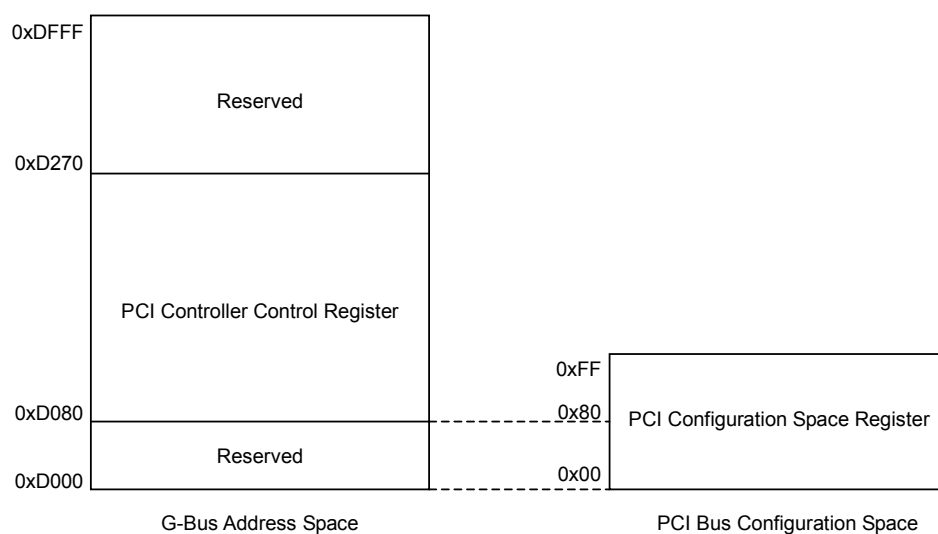 0xDFFF
Reserved
0xD270
PCI Controller Control Register
0xFF
0xD080
0x80
PCI Configuration Space Register
Reserved
0xD000
0x00
G-Bus Address Space
PCI Bus Configuration Space